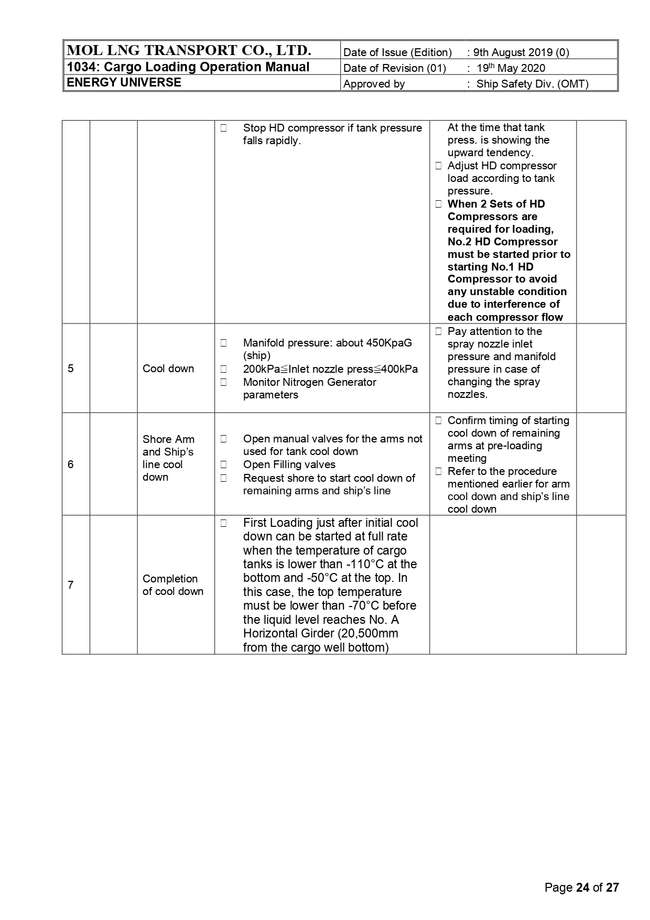 MOL LNG TRANSPORT CO., LTD.
Date of Issue (Edition) : 9th August 2019 (0)
1034: Cargo Loading Operation Manual
Date of Revision (01) : 19th May 2020
ENERGY UNIVERSE
Approved by : Ship Safety Div. (OMT)
□ Stop HD compressor if tank pressure
falls rapidly.
At the time that tank
press. is showing the
upward tendency.
□ Adjust HD compressor
load according to tank
pressure.
□ When 2 Sets of HD
Compressors are
required for loading,
No.2 HD Compressor
must be started prior to
starting No.1 HD
Compressor to avoid
any unstable condition
due to interference of
each compressor flow
5
Cool down
□ Manifold pressure: about 450KpaG
(ship)
□ 200kPa≦Inlet nozzle press≦400kPa
□ Monitor Nitrogen Generator
parameters
□ Pay attention to the
spray nozzle inlet
pressure and manifold
pressure in case of
changing the spray
nozzles.
6
Shore Arm
and Ship's
line cool
down
□ Open manual valves for the arms not
used for tank cool down
□ Open Filling valves
□ Request shore to start cool down of
remaining arms and ship's line
□ Confirm timing of starting
cool down of remaining
arms at pre-loading
meeting
□ Refer to the procedure
mentioned earlier for arm
cool down and ship's line
cool down
7
Completion
of cool down
□ First Loading just after initial cool
down can be started at full rate
when the temperature of cargo
tanks is lower than -110°C at the
bottom and -50°C at the top. In
this case, the top temperature
must be lower than -70°C before
the liquid level reaches No. A
Horizontal Girder (20,500mm
from the cargo well bottom)
Page 24 of 27